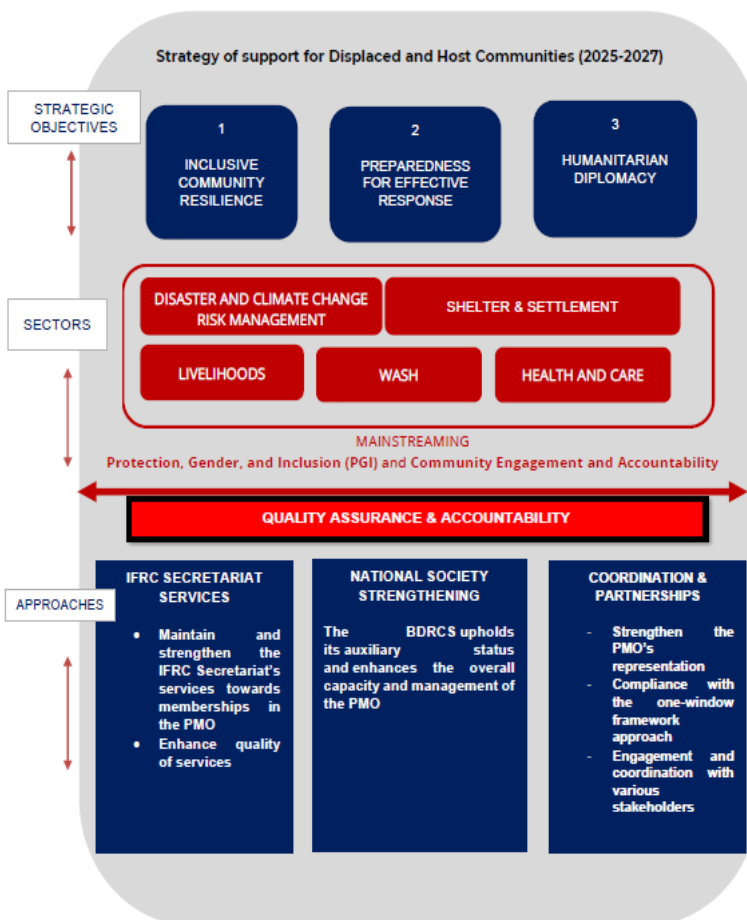 Strategy of support for Displaced and Host Communities (2025-2027)
STRATEGIC
OBJECTIVES
1
INCLUSIVE
COMMUNITY
RESILIENCE
2
PREPAREDNESS
FOR EFFECTIVE
RESPONSE
3
HUMANITARIAN
DIPLOMACY
SECTORS
DISASTER AND CLIMATE CHANGE
RISK MANAGEMENT
SHELTER & SETTLEMENT
LIVELIHOODS
WASH
HEALTH AND CARE
MAINSTREAMING
Protection, Gender, and Inclusion (PGI) and Community Engagement and Accountability
QUALITY ASSURANCE & ACCOUNTABILITY
APPROACHES
IFRC SECRETARIAT
SERVICES
• Maintain and
strengthen the
IFRC Secretariat's
services towards
memberships in
the PMO
• Enhance quality
of services
NATIONAL SOCIETY
STRENGTHENING
The BDRCS upholds
its auxiliary status
and enhances the overall
capacity and management of
the PMO
COORDINATION &
PARTNERSHIPS
- Strengthen the
PMO's
representation
- Compliance with
the one-window
framework
approach
- Engagement and
coordination with
various
stakeholders